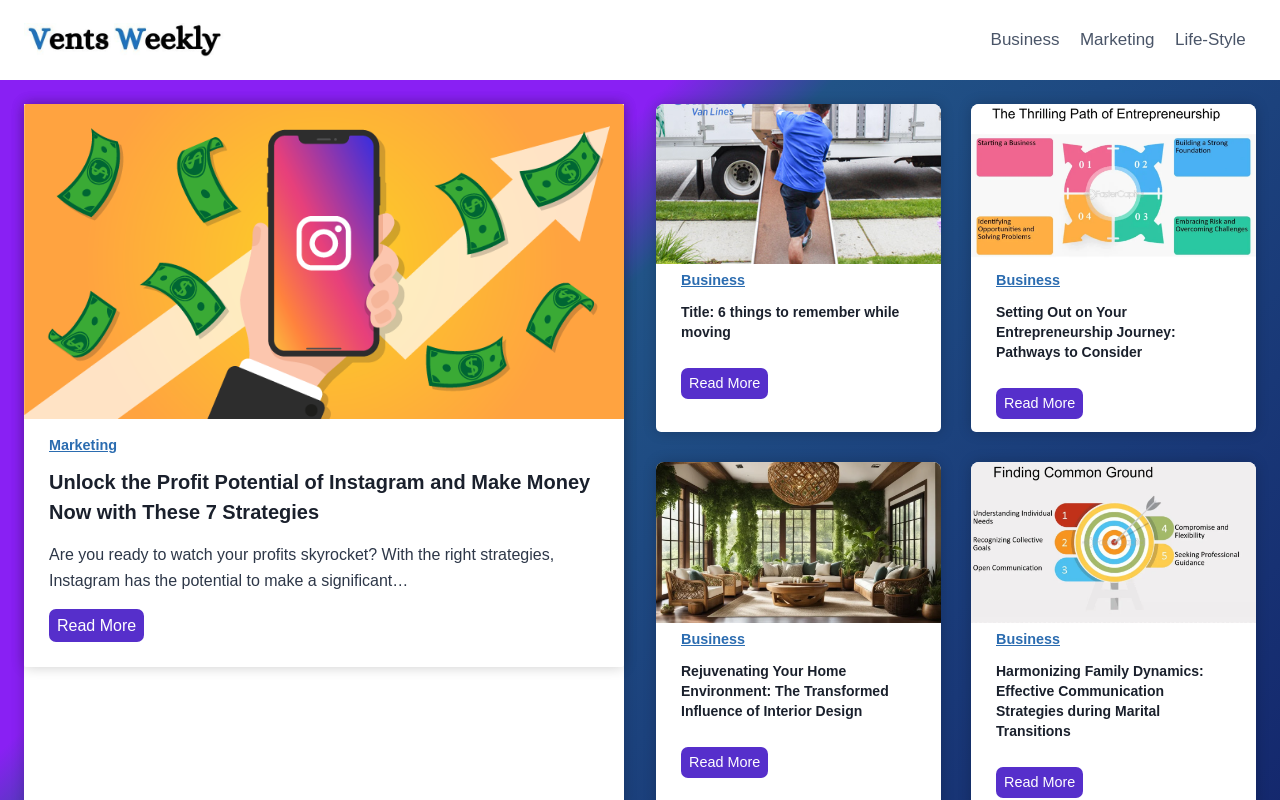 Vents Weekly
Business Marketing Life-Style
Marketing
Unlock the Profit Potential of Instagram and Make Money
Now with These 7 Strategies
Are you ready to watch your profits skyrocket? With the right strategies,
Instagram has the potential to make a significant…
Read More
Van Lines
Business
Title: 6 things to remember while
moving
Read More
The Thrilling Path of Entrepreneurship
Starting a Business
Building a Strong
Foundation
0 1
0 2
0 4
0 3
Identifying
Opportunities and
Solving Problems
Embracing Risk and
Overcoming Challenges
Business
Setting Out on Your
Entrepreneurship Journey:
Pathways to Consider
Read More
Business
Rejuvenating Your Home
Environment: The Transformed
Influence of Interior Design
Read More
Finding Common Ground
Understanding Individual
Needs
1
Recognizing Collective
Goals
2
Open Communication
3
4
Compromise and
Flexibility
5
Seeking Professional
Guidance
Business
Harmonizing Family Dynamics:
Effective Communication
Strategies during Marital
Transitions
Read More